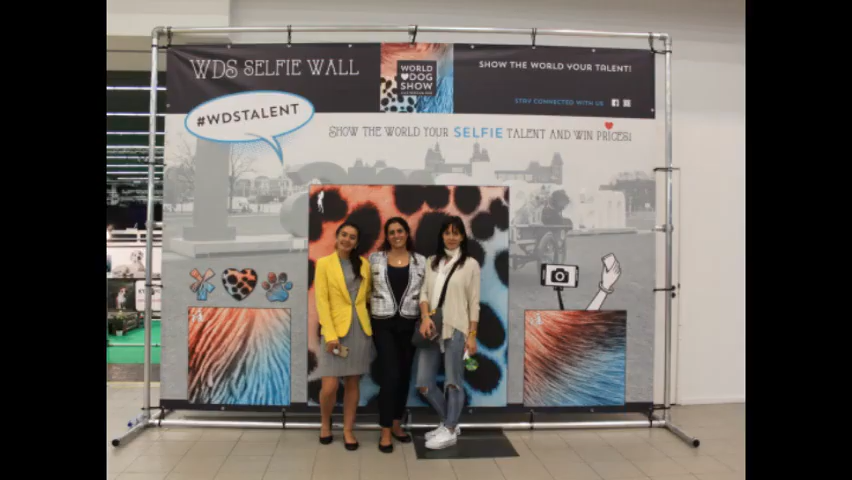 WDS SELFIE WALL
WORLD
DOG
SHOW
SHOW THE WORLD YOUR TALENT!
STAY CONNECTED WITH US
#WDSTALENT
SHOW THE WORLD YOUR SELFIE TALENT AND WIN PRICES!